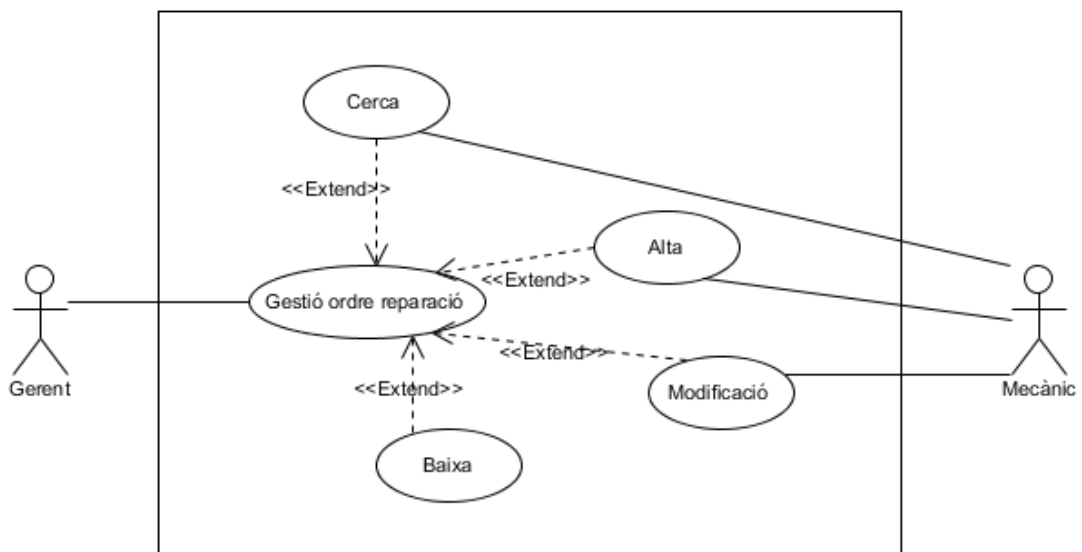 Cerca
<<Extend>>
Alta
<<Extend>>
Gestió ordre reparació
<<Extend>>
Gerent
<<Extend>>
Modificació
Mecànic
Baixa